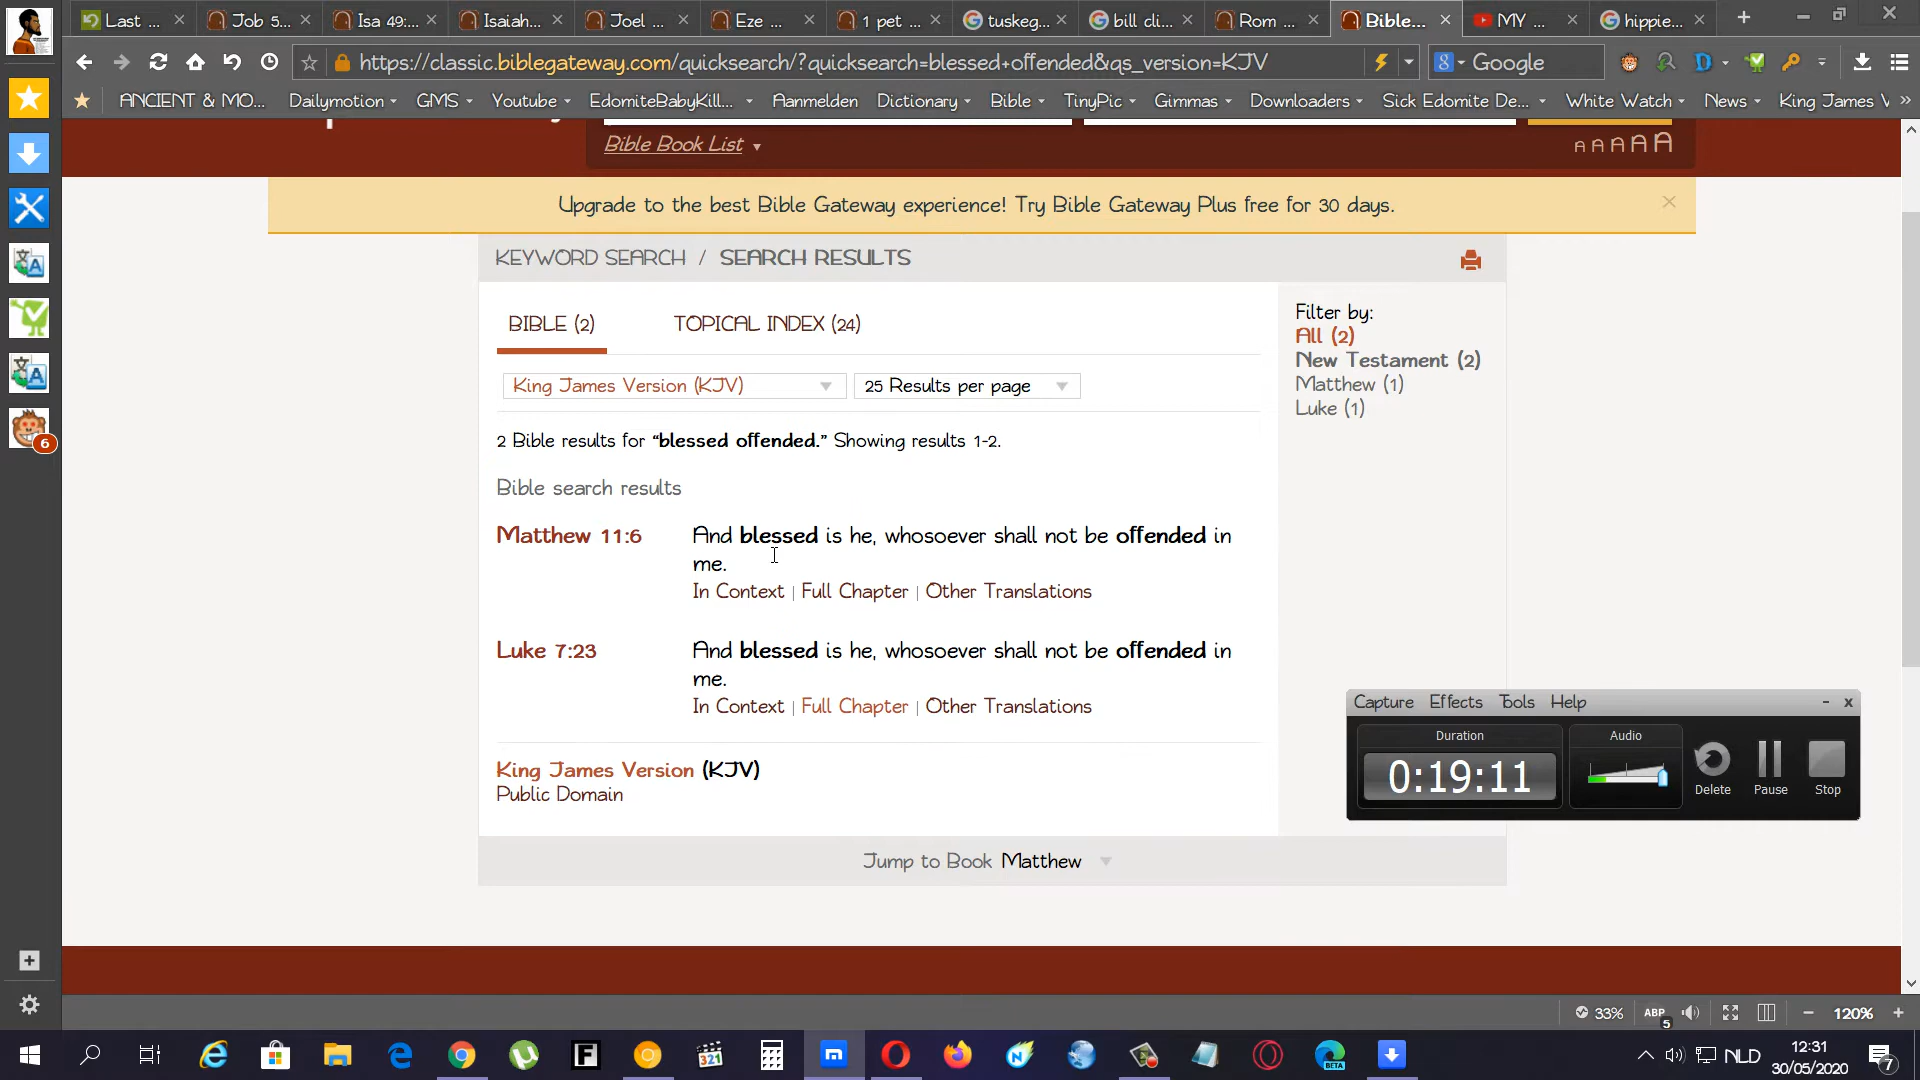 Last ...
Job 5...
Isa 49:...
Isaiah...
Joel ...
Eze ...
1 pet ...
tuskeg...
bill cli...
Rom ...
Bible...
MY ...
hippie...
https://classic.biblegateway.com/quicksearch/?quicksearch=blessed+offended&qs_version=KJV
Google
ANCIENT & MO...
Dailymotion
GMS
Youtube
EdomiteBabyKill...
Aanmelden
Dictionary
Bible
TinyPic
Gimmas
Downloaders
Sick Edomite De...
White Watch
News
King James V
Bible Book List
A A A A A
Upgrade to the best Bible Gateway experience! Try Bible Gateway Plus free for 30 days.
KEYWORD SEARCH / SEARCH RESULTS
BIBLE (2)
TOPICAL INDEX (24)
King James Version (KJV)
25 Results per page
2 Bible results for “blessed offended.” Showing results 1-2.
Bible search results
Matthew 11:6
And blessed is he, whosoever shall not be offended in
me.
In Context | Full Chapter | Other Translations
Luke 7:23
And blessed is he, whosoever shall not be offended in
me.
In Context | Full Chapter | Other Translations
King James Version (KJV)
Public Domain
Jump to Book Matthew
Filter by:
All (2)
New Testament (2)
Matthew (1)
Luke (1)
Capture Effects Tools Help
Duration
0:19:11
Audio
Delete
Pause
Stop
6
33%
ABP
5
120%
321
BETA
NLD
12:31
30/05/2020
7